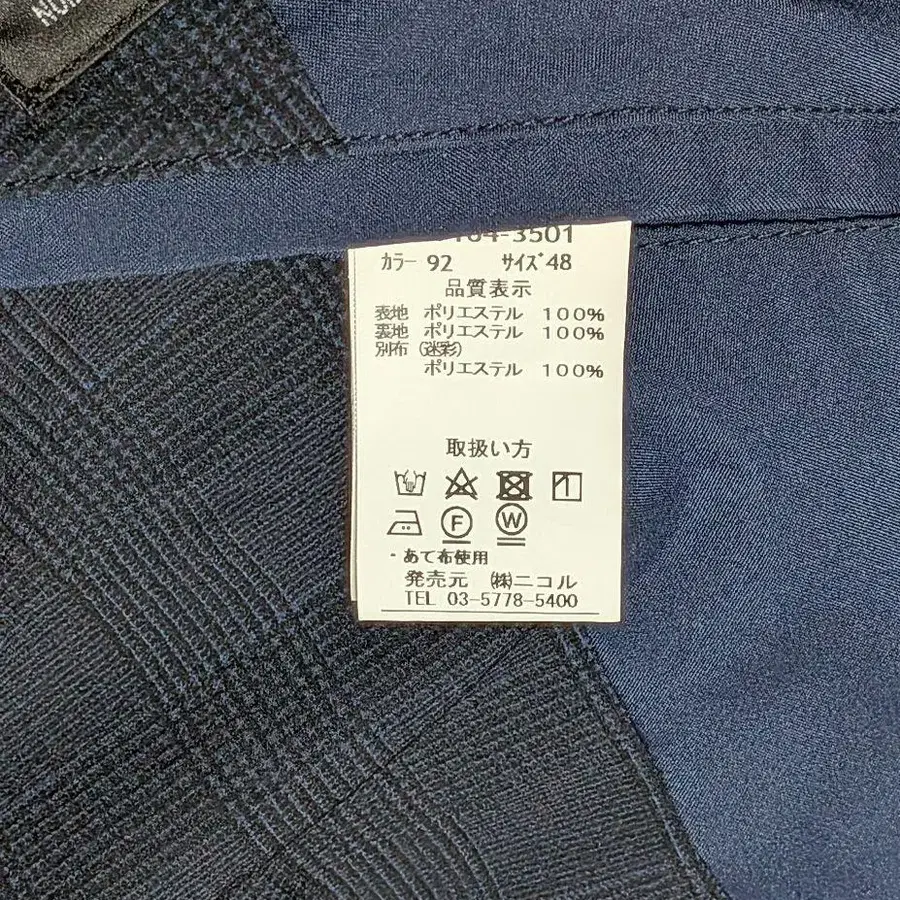 カラー 92 サイズ 48
品質表示
表地 ポリエステル 100%
裏地 ポリエステル 100%
別布 (迷彩)
ポリエステル 100%
取扱い方
F W
・あて布使用
発売元 ㈱ニコル
TEL 03-5778-5400